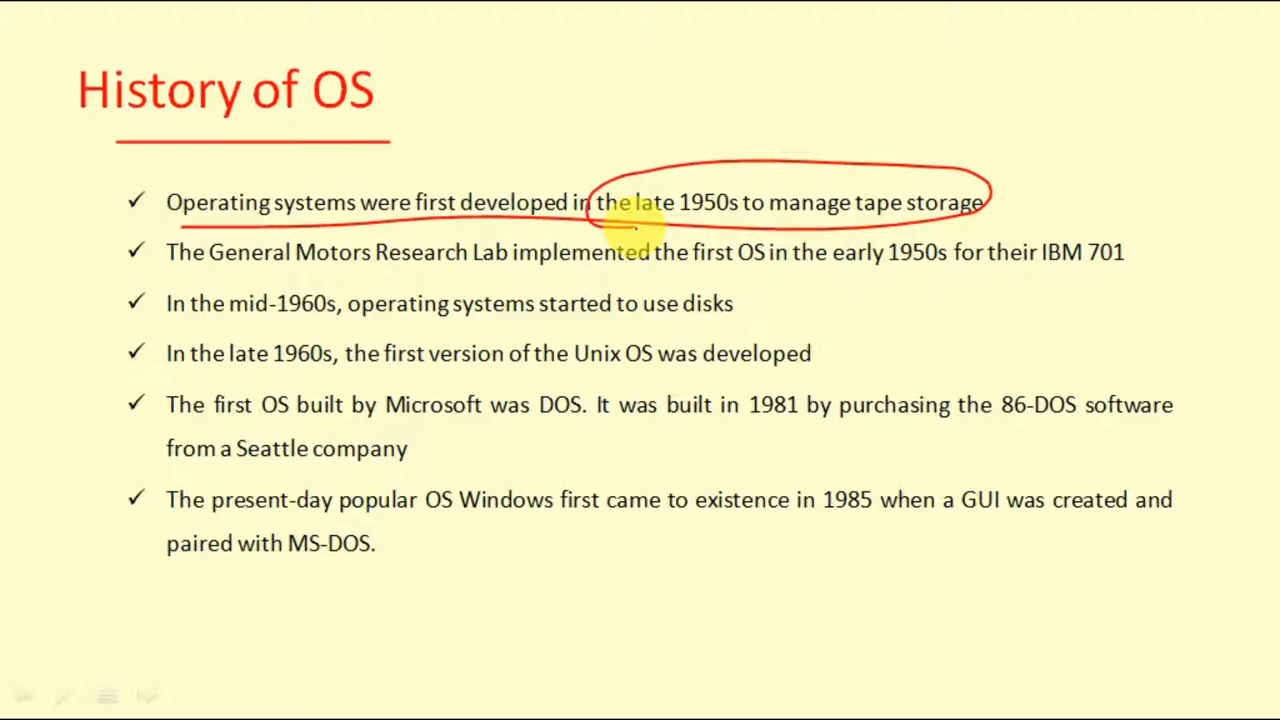 History of OS
✓ Operating systems were first developed in the late 1950s to manage tape storage
✓ The General Motors Research Lab implemented the first OS in the early 1950s for their IBM 701
✓ In the mid-1960s, operating systems started to use disks
✓ In the late 1960s, the first version of the Unix OS was developed
✓ The first OS built by Microsoft was DOS. It was built in 1981 by purchasing the 86-DOS software
from a Seattle company
✓ The present-day popular OS Windows first came to existence in 1985 when a GUI was created and
paired with MS-DOS.